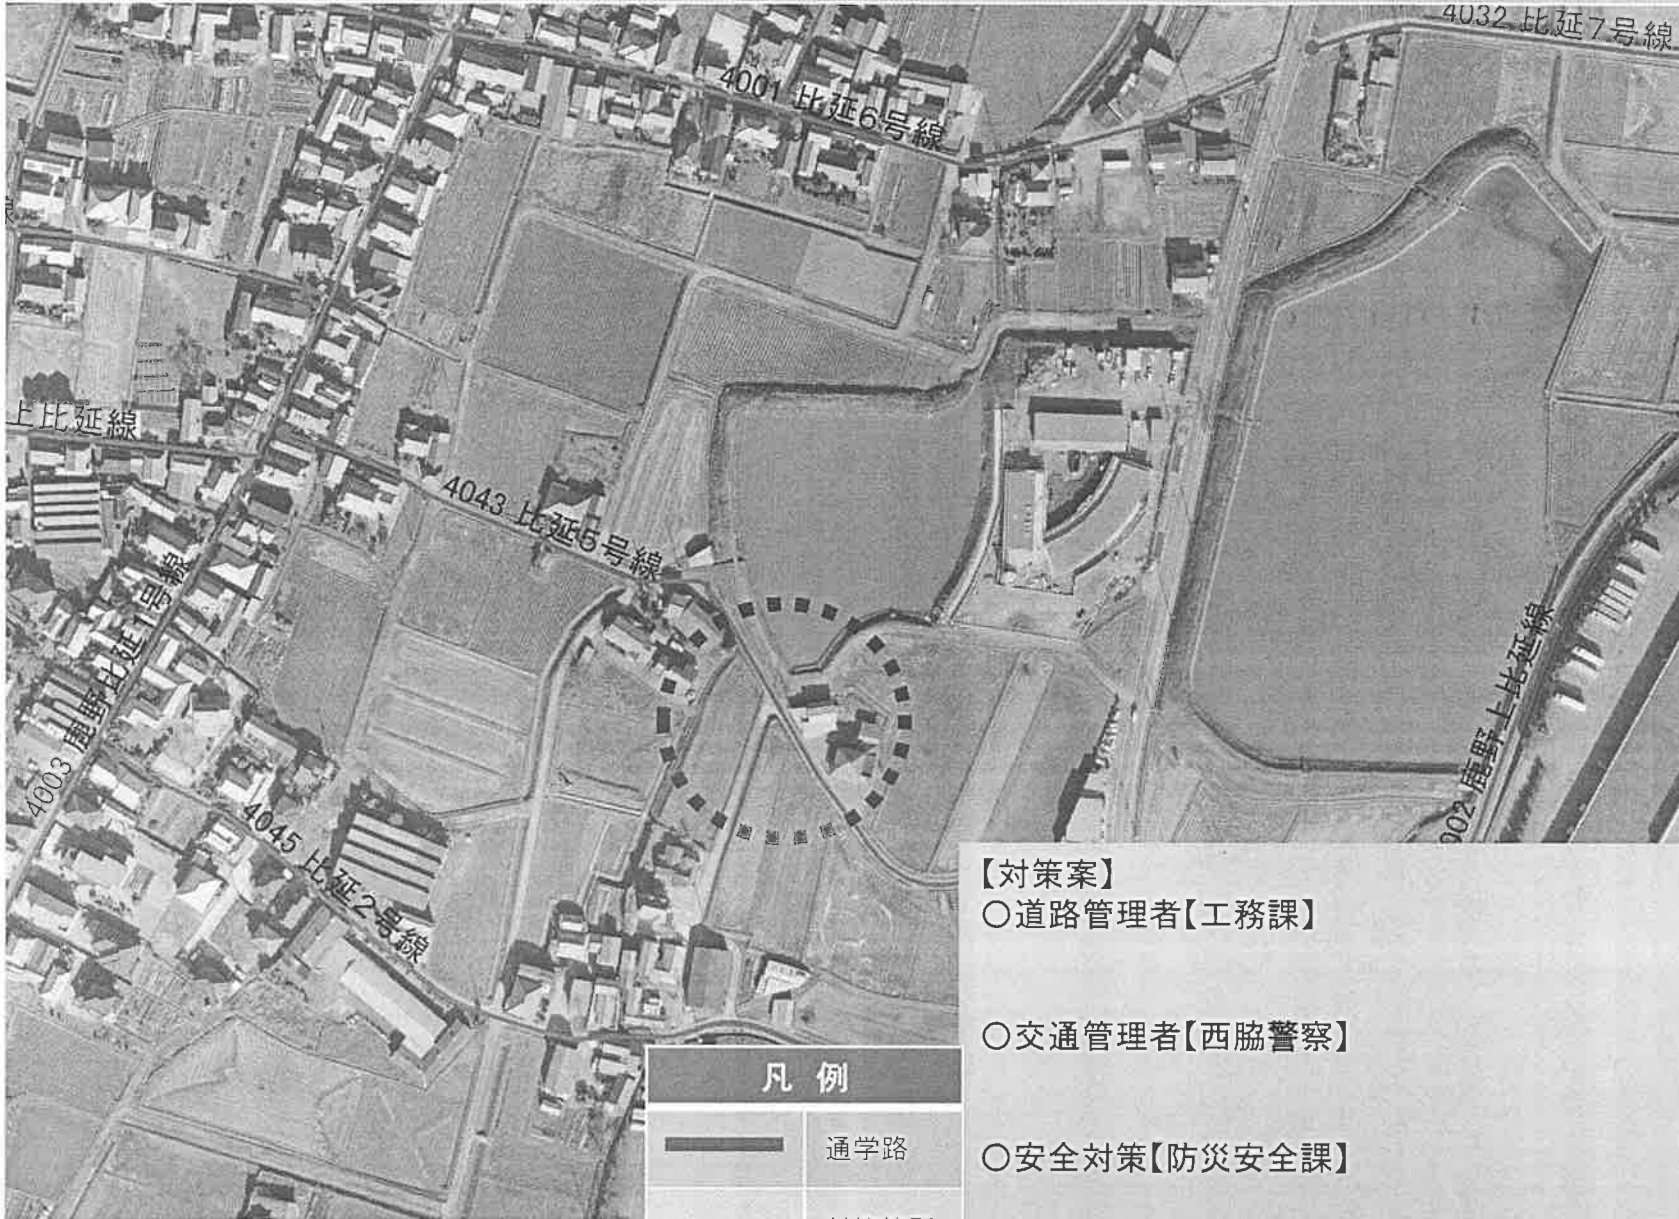 4032 比延7号線
4001 比延6号線
線
上比延線
4043 比延5号線
4003 鹿野比延1号線
4045 比延2号線
002 鹿野上比延線
【対策案】
○道路管理者【工務課】
○交通管理者【西脇警察】
○安全対策【防災安全課】
凡 例
通学路